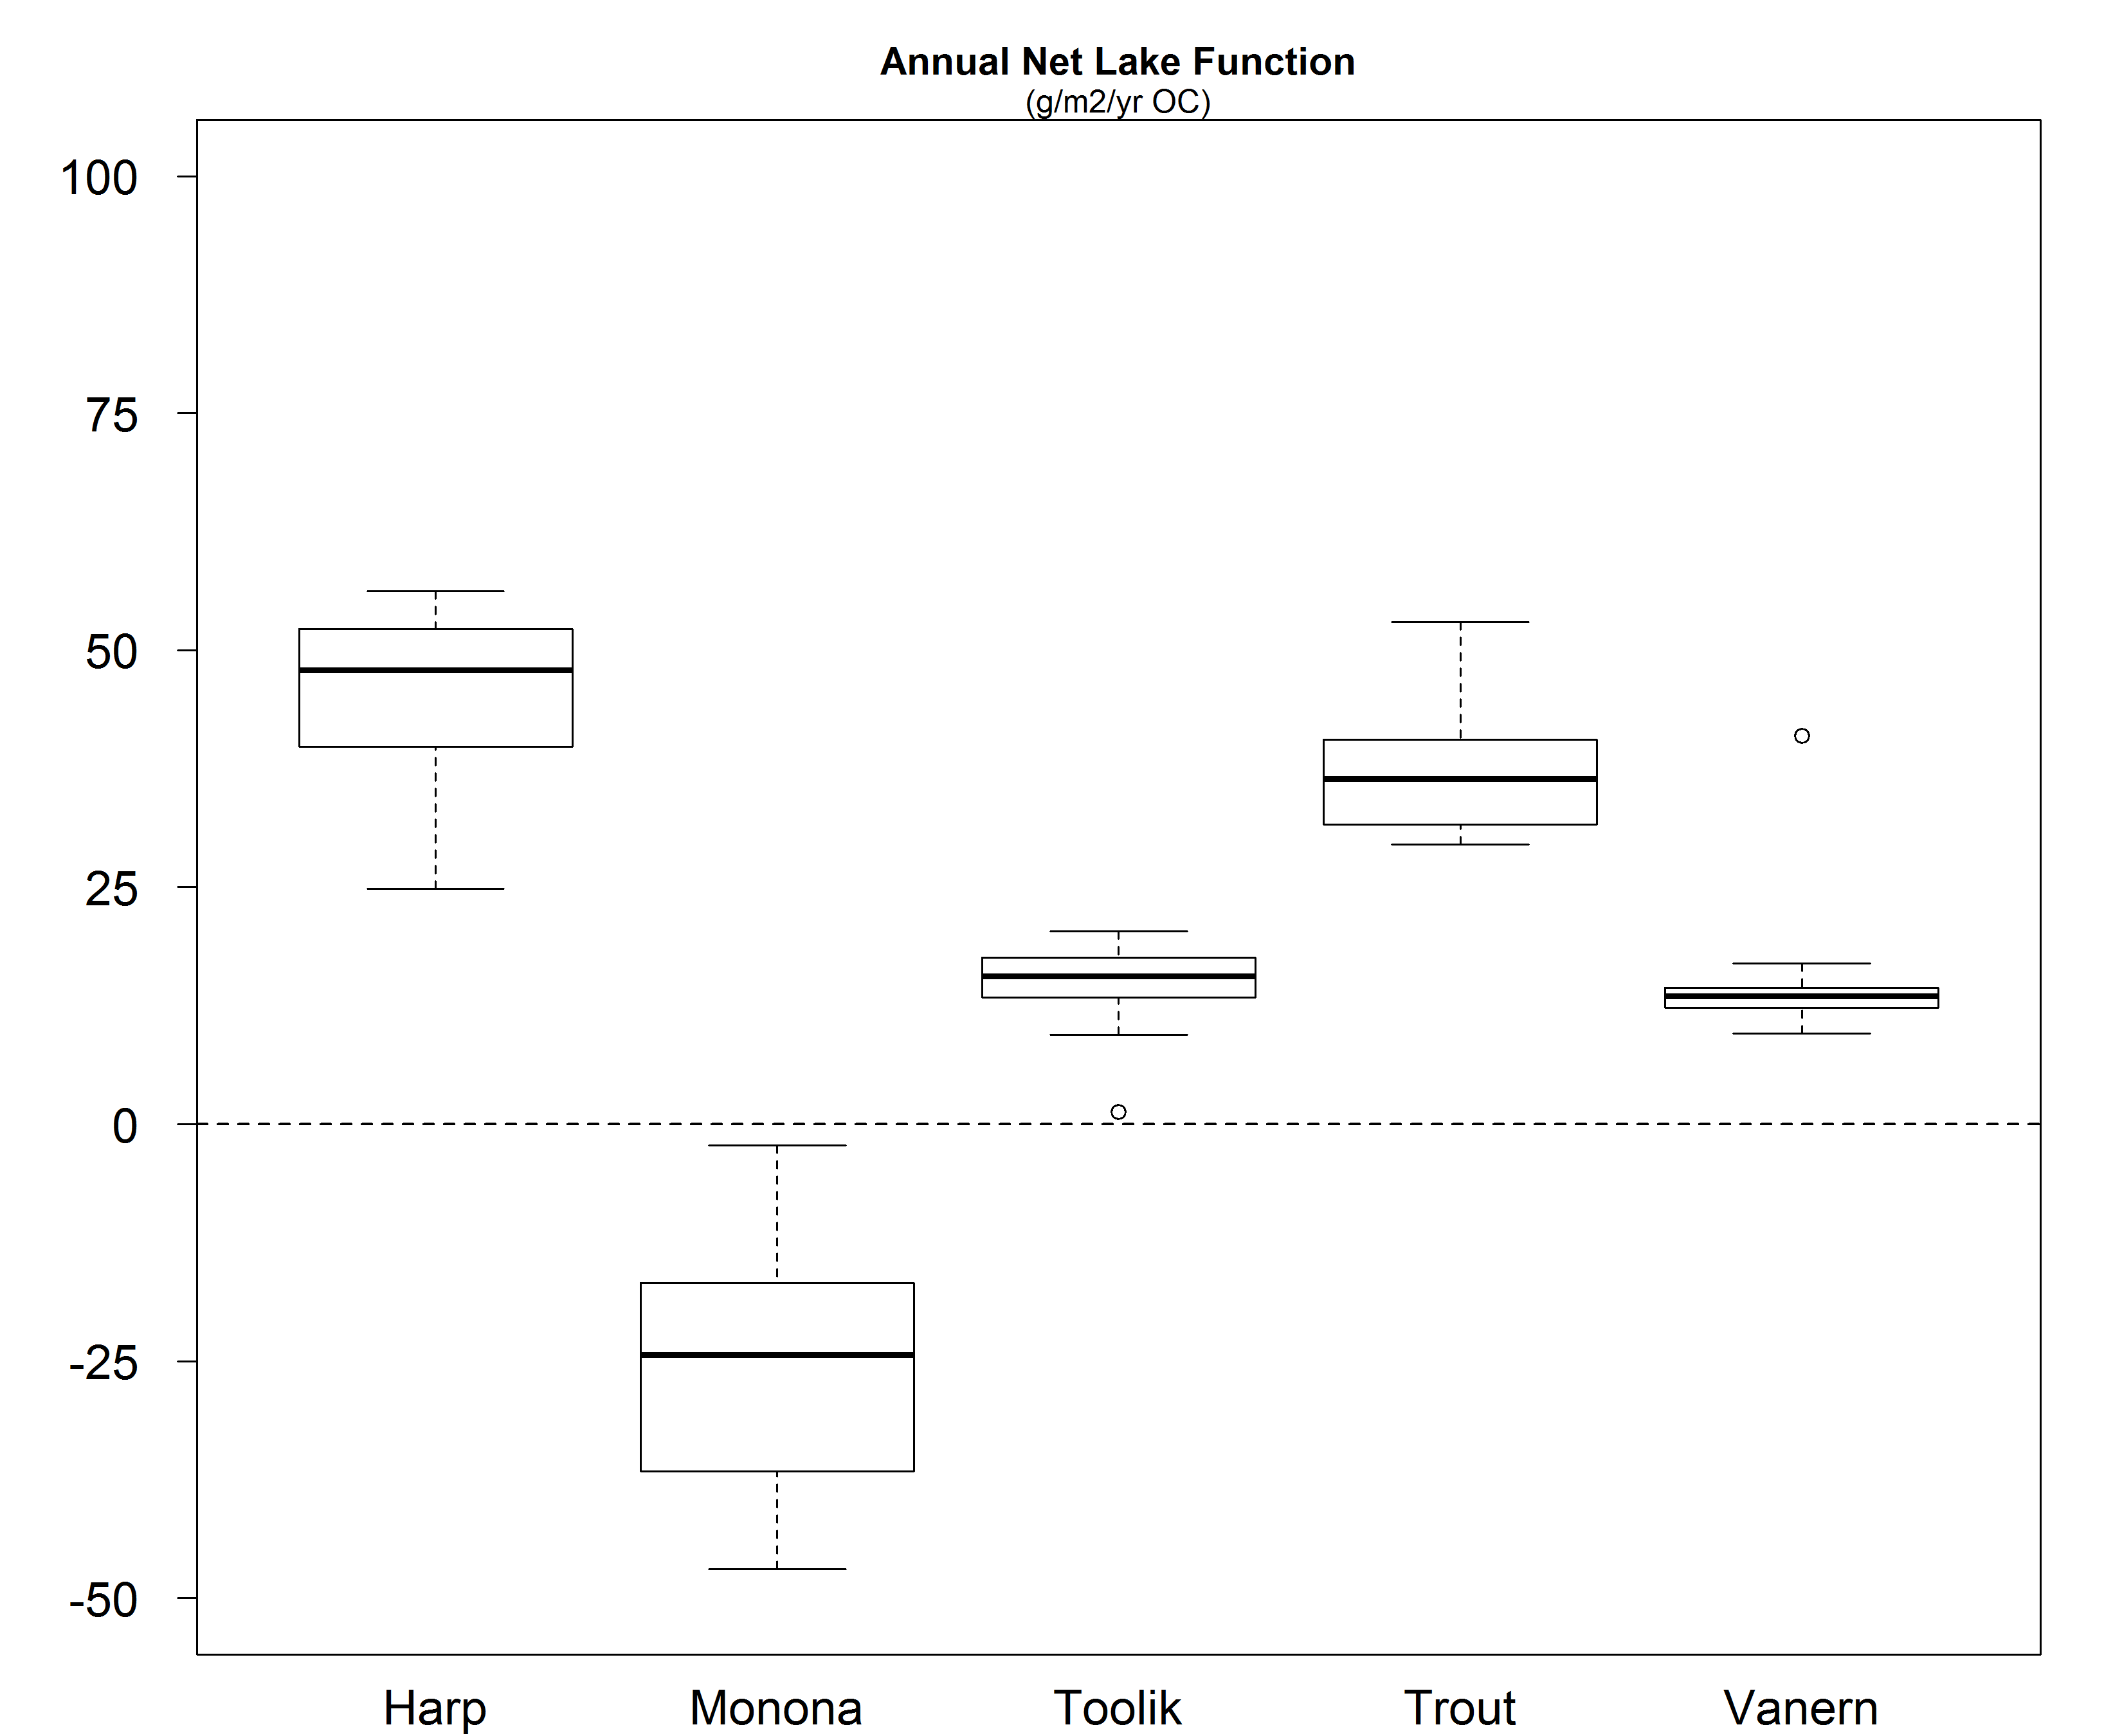 Annual Net Lake Function
(g/m2/yr OC)
100
75
50
25
0
-25
-50
Harp Monona Toolik Trout Vanern